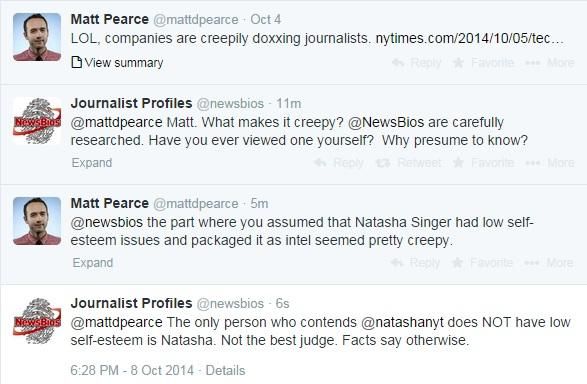 Matt Pearce @mattdpearce · Oct 4
LOL, companies are creepily doxxing journalists. nytimes.com/2014/10/05/tec...
View summary Reply Favorite More
Journalist Profiles @newsbios · 11m
@mattdpearce Matt. What makes it creepy? @NewsBios are carefully
researched. Have you ever viewed one yourself? Why presume to know?
Expand Reply Retweet Favorite More
NewsBios
Matt Pearce @mattdpearce · 5m
@newsbios the part where you assumed that Natasha Singer had low self-
esteem issues and packaged it as intel seemed pretty creepy.
Expand Reply Favorite More
Journalist Profiles @newsbios · 6s
@mattdpearce The only person who contends @natashanyt does NOT have low
self-esteem is Natasha. Not the best judge. Facts say otherwise.
NewsBios
6:28 PM - 8 Oct 2014 · Details